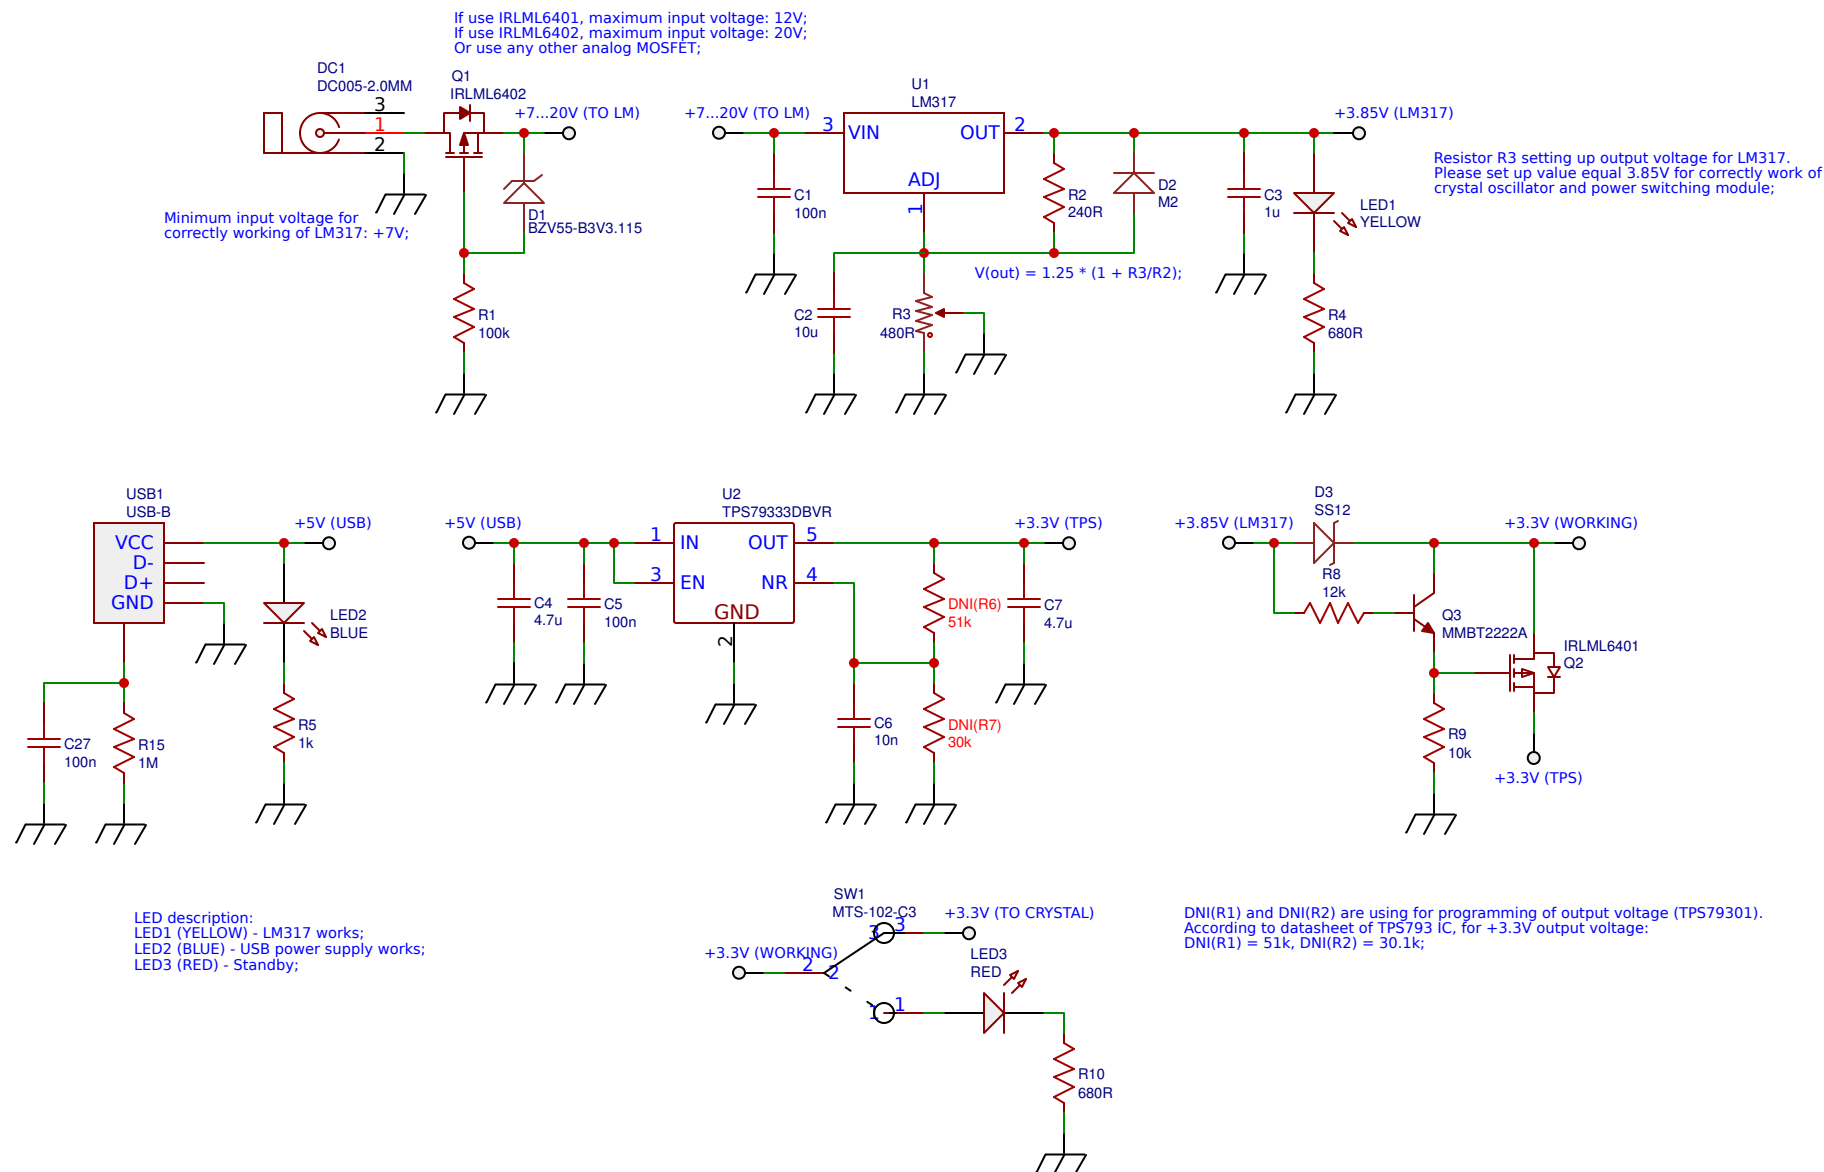 If use IRLML6401, maximum input voltage: 12V;
If use IRLML6402, maximum input voltage: 20V;
Or use any other analog MOSFET;
DC1
DC005-2.0MM
3
1
2
Q1
IRLML6402
+7...20V (TO LM)
D1
BZV55-B3V3.115
Minimum input voltage for
correctly working of LM317: +7V;
R1
100k
+7...20V (TO LM)
U1
LM317
3
VIN
OUT
2
ADJ
1
C1
100n
R2
240R
D2
M2
C3
1u
+3.85V (LM317)
LED1
YELLOW
Resistor R3 setting up output voltage for LM317.
Please set up value equal 3.85V for correctly work of
crystal oscillator and power switching module;
V(out) = 1.25 * (1 + R3/R2);
C2
10u
R3
480R
R4
680R
USB1
USB-B
VCC
D-
D+
GND
+5V (USB)
LED2
BLUE
C27
100n
R15
1M
R5
1k
+5V (USB)
U2
TPS79333DBVR
1
IN
OUT
5
3
EN
NR
4
GND
2
C4
4.7u
C5
100n
+3.3V (TPS)
DNI(R6)
51k
C7
4.7u
C6
10n
DNI(R7)
30k
D3
SS12
+3.85V (LM317)
+3.3V (WORKING)
R8
12k
Q3
MMBT2222A
IRLML6401
Q2
R9
10k
+3.3V (TPS)
LED description:
LED1 (YELLOW) - LM317 works;
LED2 (BLUE) - USB power supply works;
LED3 (RED) - Standby;
SW1
MTS-102-C3
3
3
+3.3V (TO CRYSTAL)
+3.3V (WORKING)
2
2
1
1
LED3
RED
R10
680R
DNI(R1) and DNI(R2) are using for programming of output voltage (TPS79301).
According to datasheet of TPS793 IC, for +3.3V output voltage:
DNI(R1) = 51k, DNI(R2) = 30.1k;